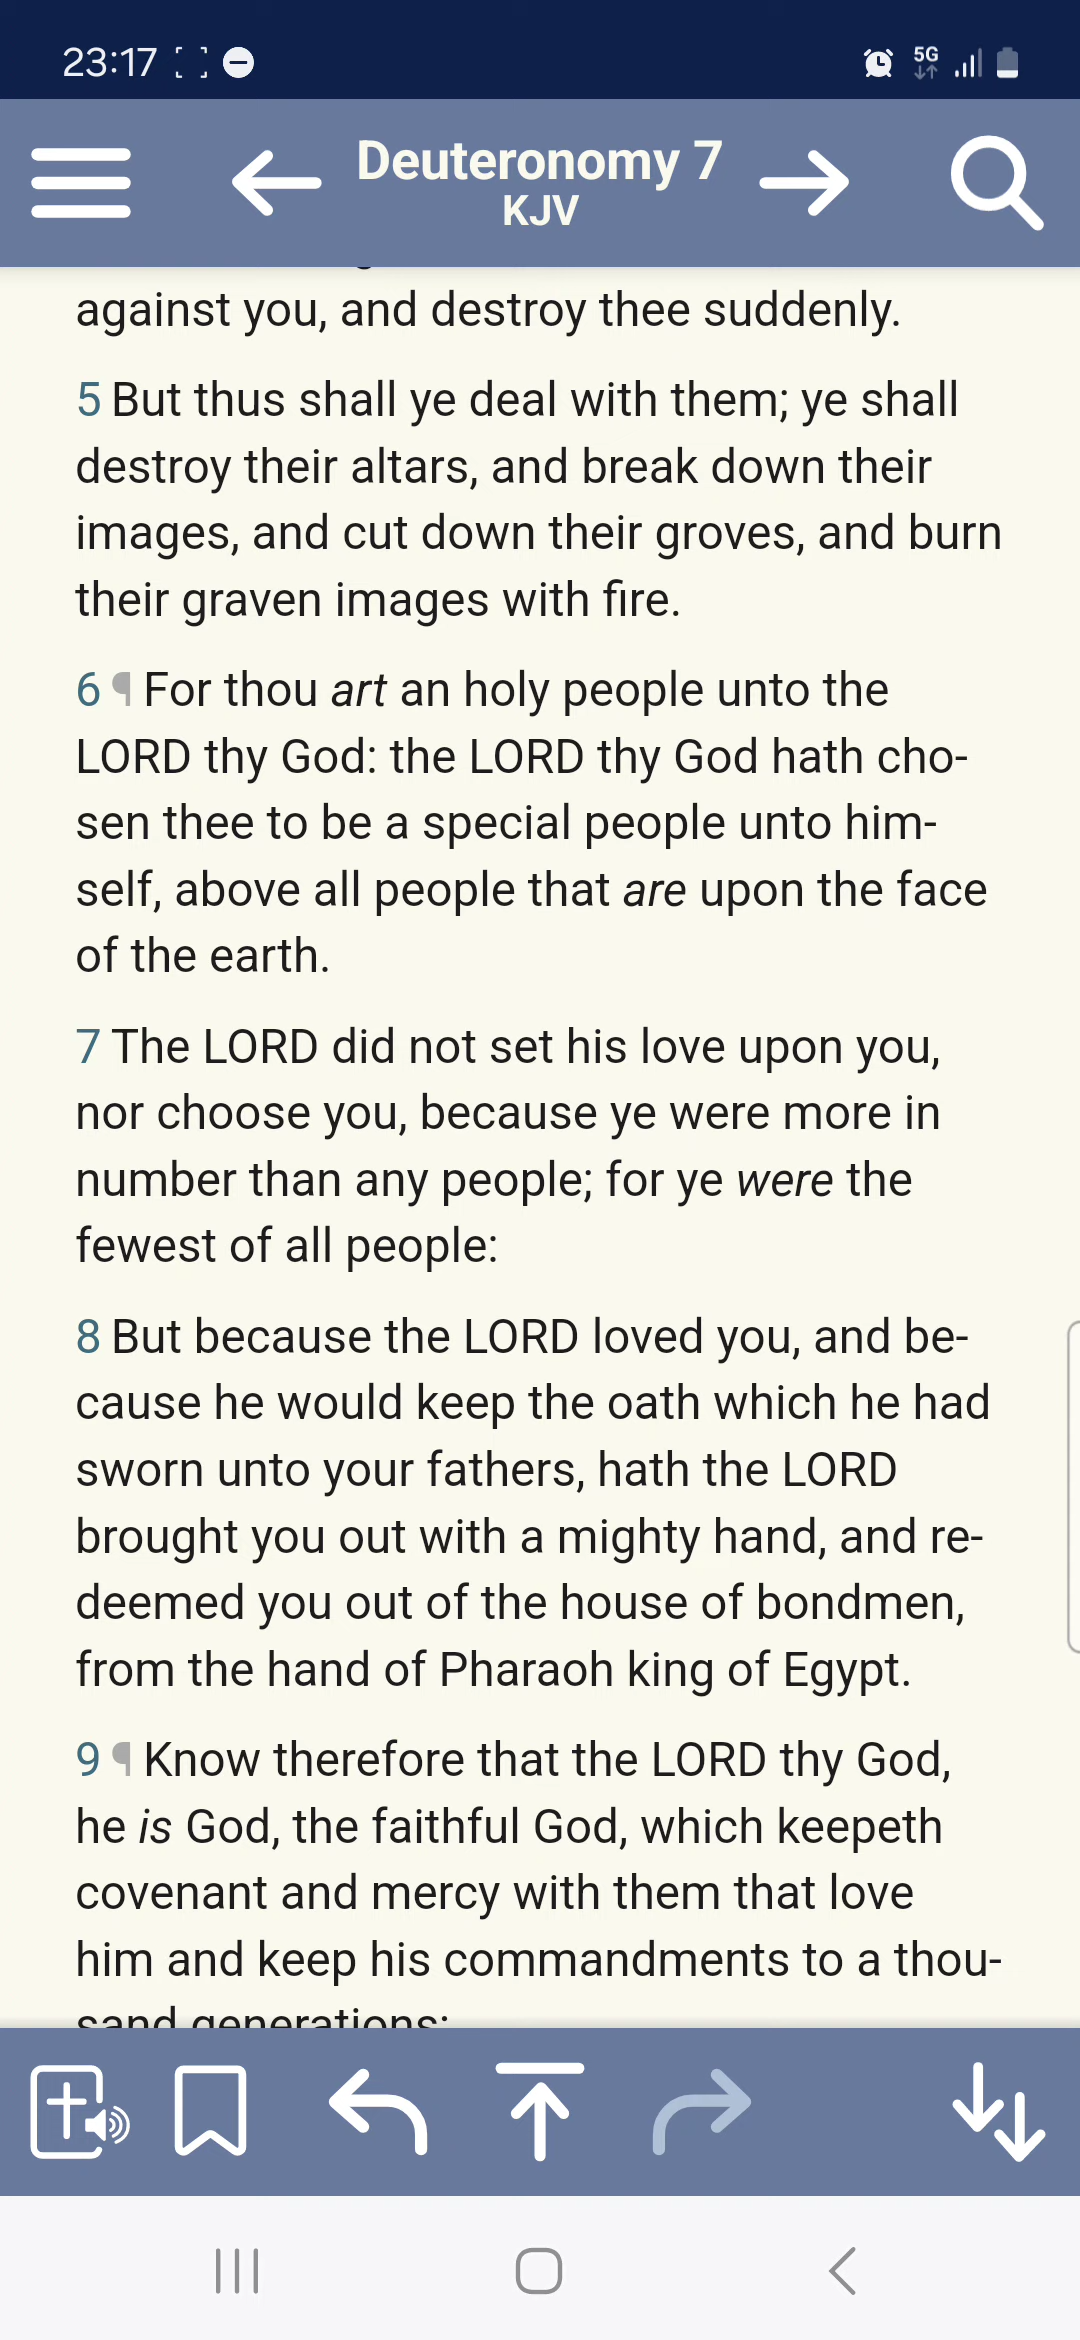 23:17
5G
Deuteronomy 7
KJV
against you, and destroy thee suddenly.
5 But thus shall ye deal with them; ye shall
destroy their altars, and break down their
images, and cut down their groves, and burn
their graven images with fire.
6 ¶ For thou art an holy people unto the
LORD thy God: the LORD thy God hath cho-
sen thee to be a special people unto him-
self, above all people that are upon the face
of the earth.
7 The LORD did not set his love upon you,
nor choose you, because ye were more in
number than any people; for ye were the
fewest of all people:
8 But because the LORD loved you, and be-
cause he would keep the oath which he had
sworn unto your fathers, hath the LORD
brought you out with a mighty hand, and re-
deemed you out of the house of bondmen,
from the hand of Pharaoh king of Egypt.
9 ¶ Know therefore that the LORD thy God,
he is God, the faithful God, which keepeth
covenant and mercy with them that love
him and keep his commandments to a thou-
sand generations: